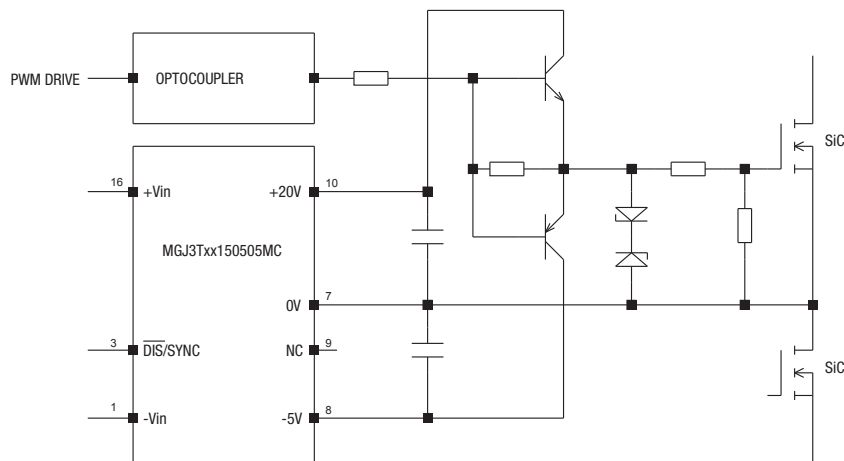 PWM DRIVE
OPTOCOUPLER
SiC
16
+Vin
+20V
10
MGJ3Txx150505MC
0V
7
3
DIS/SYNC
NC
9
SiC
1
-Vin
-5V
8